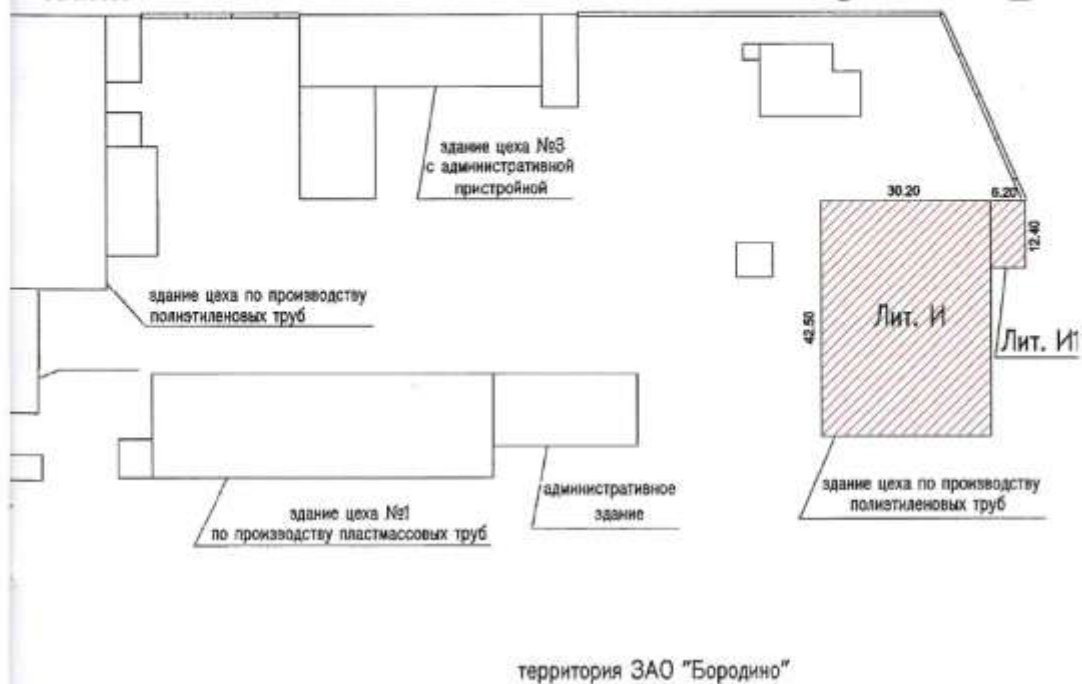 здание цеха №3
с административной
пристройкой
30.20
6.20
12.40
здание цеха по производству
полиэтиленовых труб
42.50
Лит. И
Лит. И1
здание цеха №1
по производству пластмассовых труб
административное
здание
здание цеха по производству
полиэтиленовых труб
территория ЗАО "Бородино"